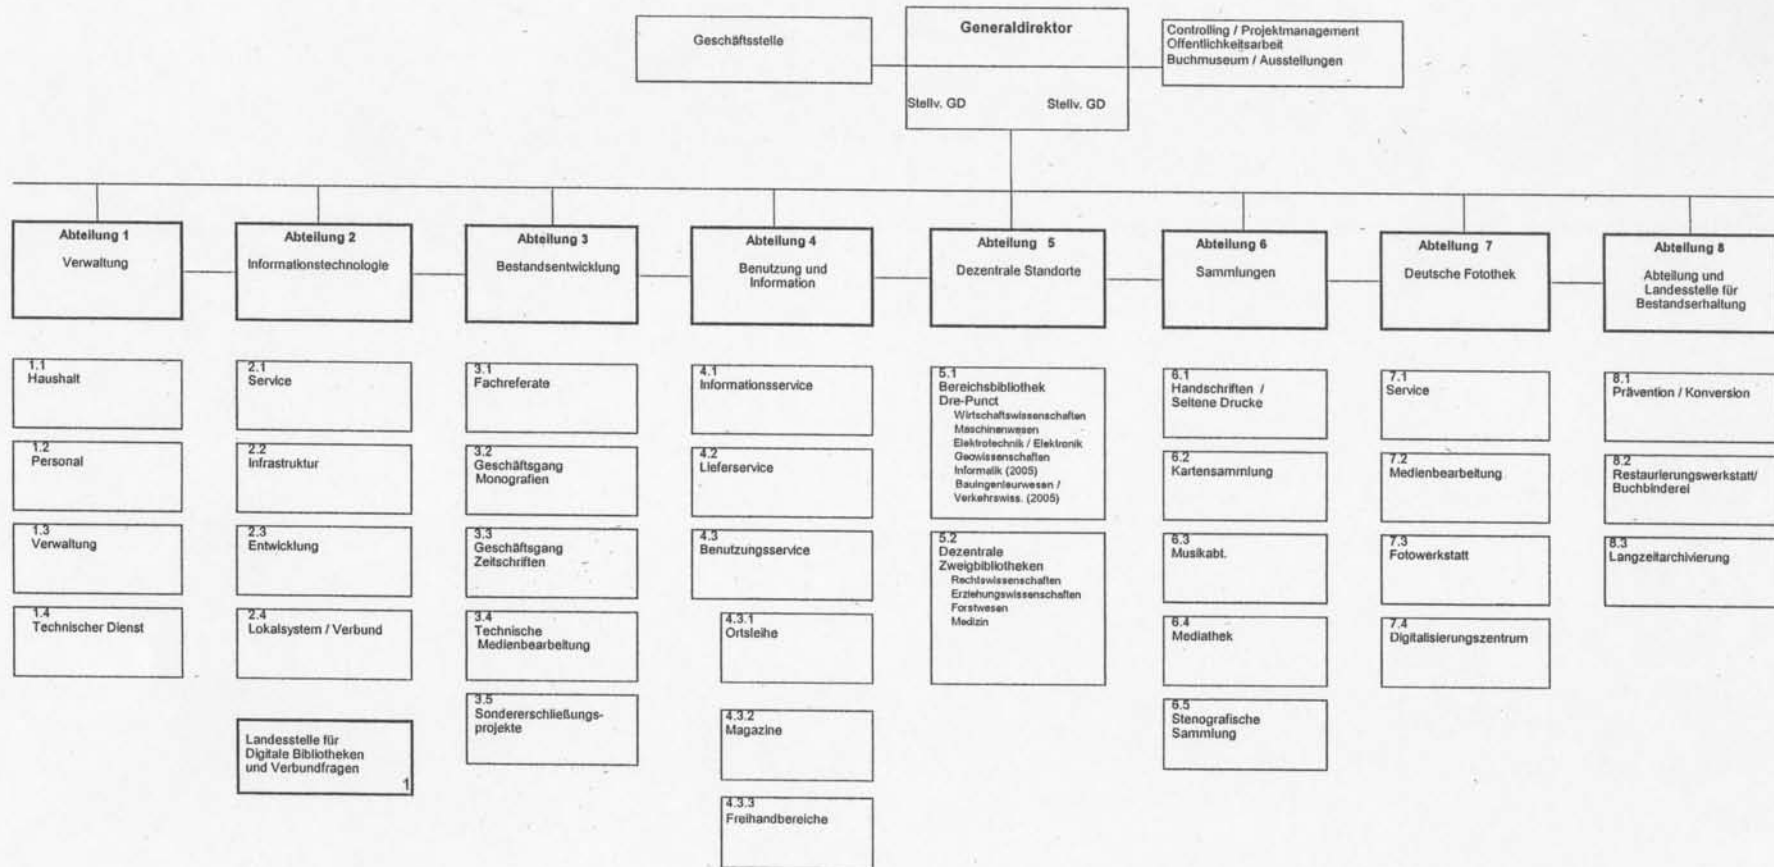 Geschäftsstelle
Generaldirektor
Stellv. GD
Stellv. GD
Controlling / Projektmanagement
Öffentlichkeitsarbeit
Buchmuseum / Ausstellungen
Abteilung 1
Verwaltung
1.1
Haushalt
1.2
Personal
1.3
Verwaltung
1.4
Technischer Dienst
Abteilung 2
Informationstechnologie
2.1
Service
2.2
Infrastruktur
2.3
Entwicklung
2.4
Lokalsystem / Verbund
Landesstelle für
Digitale Bibliotheken
und Verbundfragen
1
Abteilung 3
Bestandsentwicklung
3.1
Fachreferate
3.2
Geschäftsgang
Monografien
3.3
Geschäftsgang
Zeitschriften
3.4
Technische
Medienbearbeitung
3.5
Sondererschließungs-
projekte
Abteilung 4
Benutzung und
Information
4.1
Informationsservice
4.2
Lieferservice
4.3
Benutzungsservice
4.3.1
Ortsleihe
4.3.2
Magazine
4.3.3
Freihandbereiche
Abteilung 5
Dezentrale Standorte
5.1
Bereichsbibliothek
Dre-Punct
Wirtschaftswissenschaften
Maschinenwesen
Elektrotechnik / Elektronik
Geowissenschaften
Informatik (2005)
Bauingenieurwesen /
Verkehrswiss. (2005)
5.2
Dezentrale
Zweigbibliotheken
Rechtswissenschaften
Erziehungswissenschaften
Forstwesen
Medizin
Abteilung 6
Sammlungen
6.1
Handschriften /
Seltene Drucke
6.2
Kartensammlung
6.3
Musikabt.
6.4
Mediathek
6.5
Stenografische
Sammlung
Abteilung 7
Deutsche Fotothek
7.1
Service
7.2
Medienbearbeitung
7.3
Fotowerkstatt
7.4
Digitalisierungszentrum
Abteilung 8
Abteilung und
Landesstelle für
Bestandserhaltung
8.1
Prävention / Konversion
8.2
Restaurierungswerkstatt/
Buchbinderei
8.3
Langzeitarchivierung